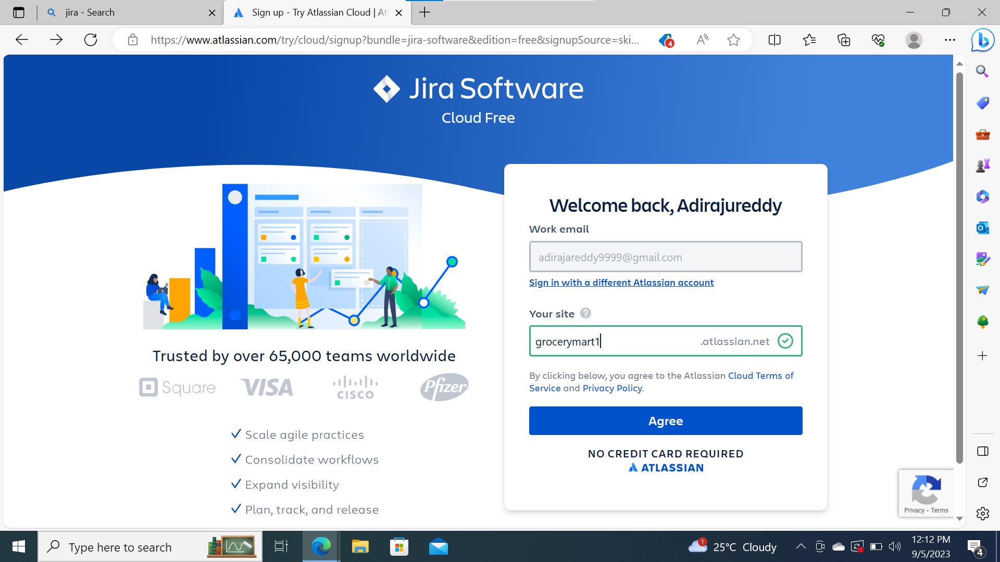 jira - Search
Sign up - Try Atlassian Cloud | At
https://www.atlassian.com/try/cloud/signup?bundle=jira-software&edition=free&signupSource=ski...
4
Jira Software
Cloud Free
Welcome back, Adirajureddy
Work email
adirajareddy9999@gmail.com
Sign in with a different Atlassian account
Your site ?
grocerymart1 .atlassian.net
By clicking below, you agree to the Atlassian Cloud Terms of
Service and Privacy Policy.
Agree
NO CREDIT CARD REQUIRED
ATLASSIAN
Trusted by over 65,000 teams worldwide
Square VISA CISCO Pfizer
Scale agile practices
Consolidate workflows
Expand visibility
Plan, track, and release
Privacy - Terms
Type here to search
1
25°C Cloudy
12:12 PM
9/5/2023
4